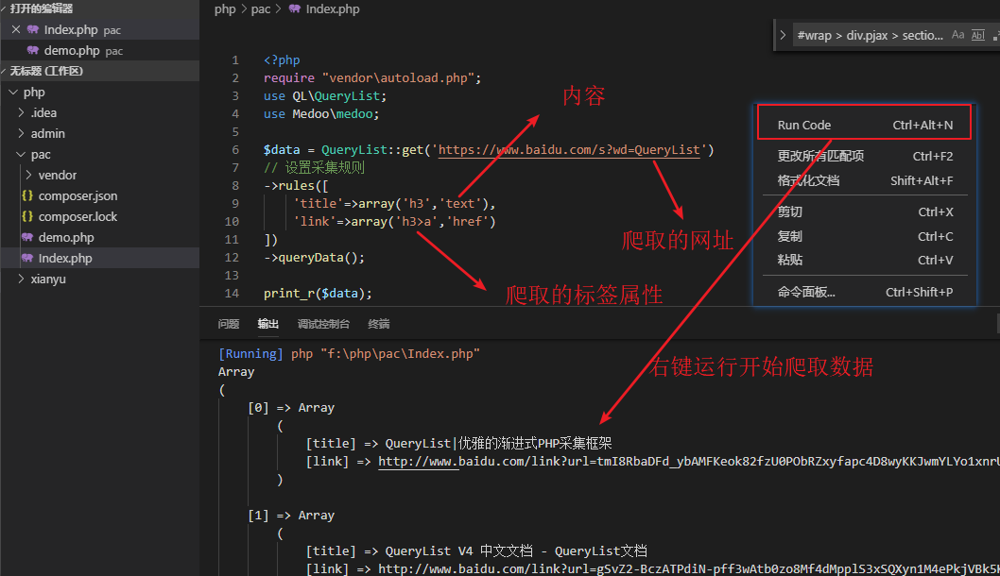 打开的编辑器
Index.php pac
demo.php pac
无标题 (工作区)
php
.idea
admin
pac
vendor
composer.json
composer.lock
demo.php
Index.php
xianyu
php > pac > Index.php
#wrap > div.pjax > sectio... Aa Abl
1 <?php
2 require "vendor\autoload.php";
3 use QL\QueryList;
4 use Medoo\medoo;
5
6 $data = QueryList::get('https://www.baidu.com/s?wd=QueryList')
7 // 设置采集规则
8 ->rules([
9 'title'=>array('h3','text'),
10 'link'=>array('h3>a','href')
11 ])
12 ->queryData();
13
14 print_r($data);
内容
爬取的网址
爬取的标签属性
右键运行开始爬取数据
Run Code Ctrl+Alt+N
更改所有匹配项 Ctrl+F2
格式化文档 Shift+Alt+F
剪切 Ctrl+X
复制 Ctrl+C
粘贴 Ctrl+V
命令面板... Ctrl+Shift+P
问题 输出 调试控制台 终端
[Running] php "f:\php\pac\Index.php"
Array
(
[0] => Array
(
[title] => QueryList|优雅的渐进式PHP采集框架
[link] => http://www.baidu.com/link?url=tmI8RbaDFd_ybAMFKeok82fzU0PObRZxyfapc4D8wyKKJwmYLYo1xnrU
)
[1] => Array
(
[title] => QueryList V4 中文文档 - QueryList文档
[link] => http://www.baidu.com/link?url=gSvZ2-BczATPdiN-pff3wAtb0zo8Mf4dMpplS3xSQXyn1M4ePkjVBk5k